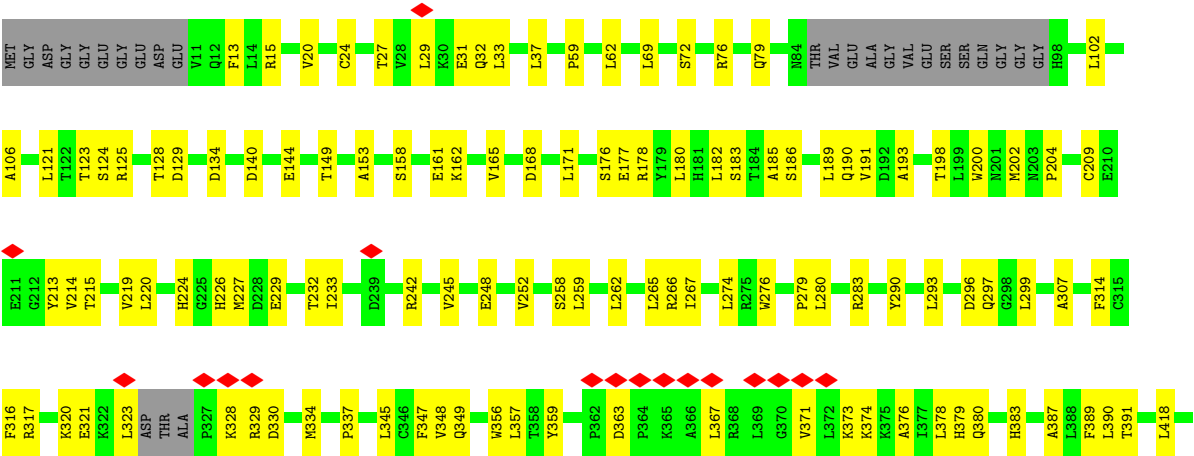 MET GLY ASP GLY GLY GLU GLU GLY GLU ASP GLU V11 Q12 F13 L14 R15 V20 C24 T27 V28 L29 K30 E31 Q32 L33 L37 P59 L62 L69 S72 R76 Q79 N84 THR VAL GLU ALA GLY VAL GLU SER SER GLN GLY GLY GLY H98 L102
A106 L121 T122 T123 S124 R125 T128 D129 D134 D140 E144 T149 A153 S158 E161 K162 V165 D168 L171 S176 E177 R178 Y179 L180 H181 L182 S183 T184 A185 S186 L189 Q190 V191 D192 A193 T198 L199 W200 N201 M202 N203 P204 C209 E210
E211 G212 Y213 V214 T215 V219 L220 H224 G225 H226 M227 D228 E229 T232 I233 D239 R242 V245 E248 V252 S258 L259 L262 L265 R266 I267 L274 R275 W276 P279 L280 R283 Y290 L293 D296 Q297 G298 L299 A307 F314 C315
F316 R317 K320 E321 K322 L323 ASP THR ALA P327 K328 R329 D330 M334 P337 L345 C346 F347 V348 Q349 W356 L357 T358 Y359 P362 D363 P364 K365 A366 L367 R368 L369 G370 V371 L372 K373 K374 K375 A376 I377 L378 H379 Q380 H383 A387 L388 F389 L390 T391 L418